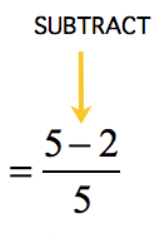 SUBTRACT
= 5 – 2
5